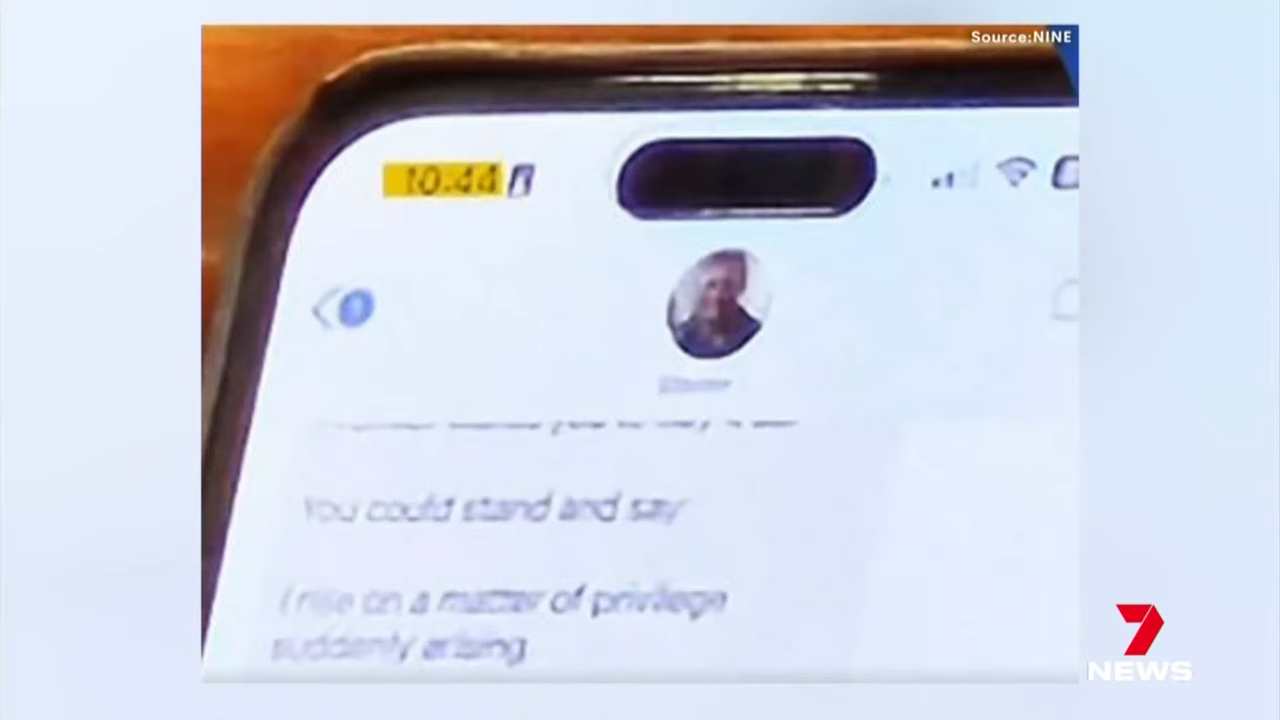 Source:NINE
10.44
You could stand and say
I rise on a matter of privilege
suddenly arising
7
NEWS